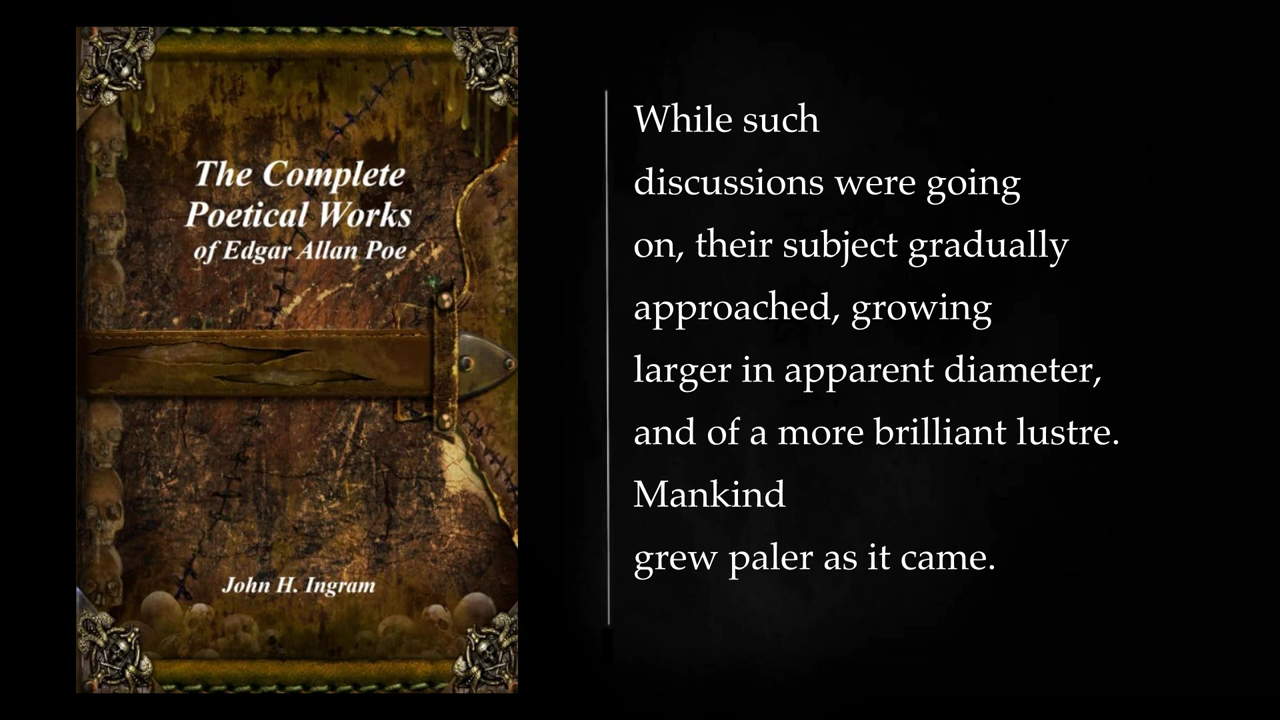 The Complete
Poetical Works
of Edgar Allan Poe
John H. Ingram
While such
discussions were going
on, their subject gradually
approached, growing
larger in apparent diameter,
and of a more brilliant lustre.
Mankind
grew paler as it came.